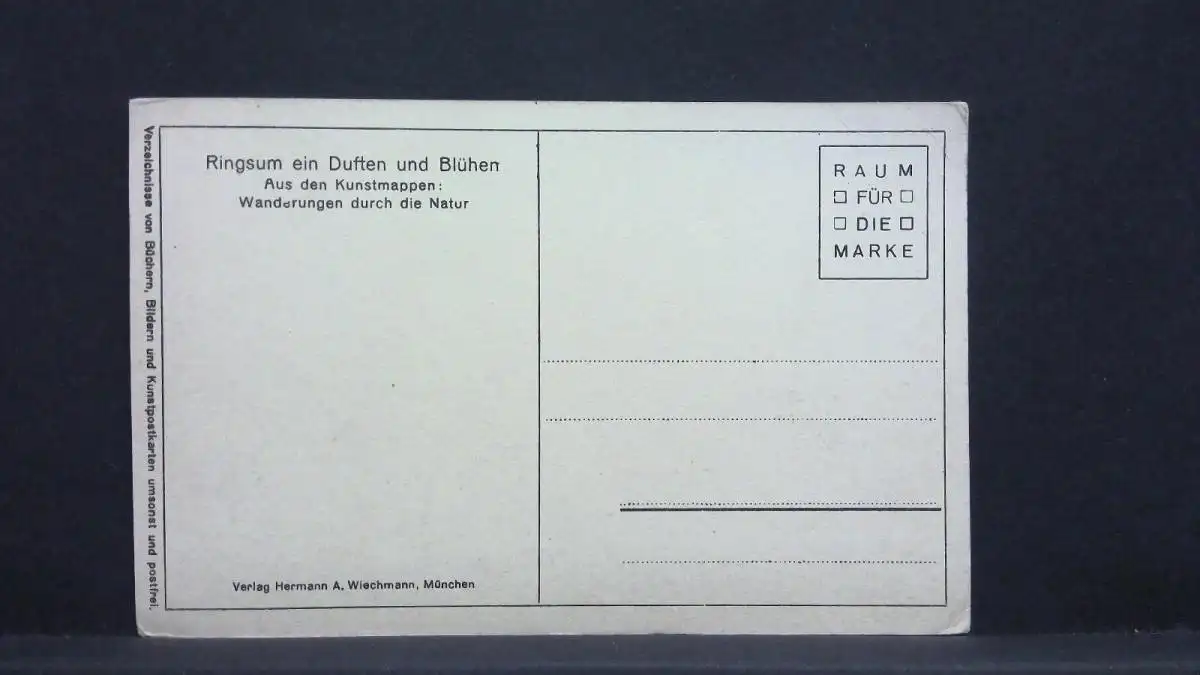 Ringsum ein Duften und Blühen
Aus den Kunstmappen:
Wanderungen durch die Natur
Verlag Hermann A. Wiechmann, München
Verzeichnisse von Büchern, Bildern und Kunstpostkarten umsonst und postfrei.
RAUM
FÜR
DIE
MARKE